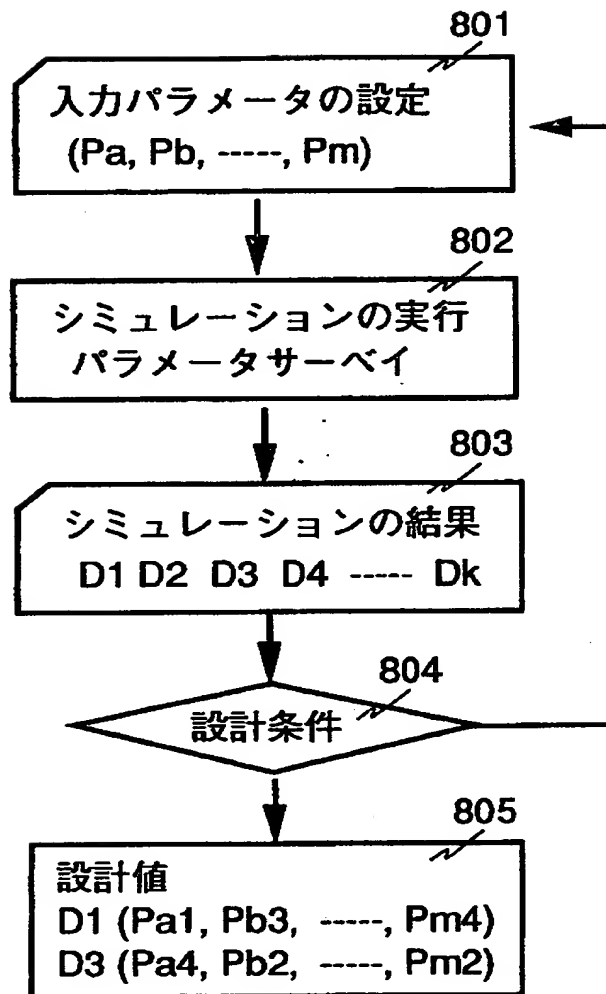 801
入力パラメータの設定
(Pa, Pb, -----, Pm)
802
シミュレーションの実行
パラメータサーベイ
803
シミュレーションの結果
D1 D2 D3 D4 ----- Dk
804
設計条件
805
設計値
D1 (Pa1, Pb3, -----, Pm4)
D3 (Pa4, Pb2, -----, Pm2)